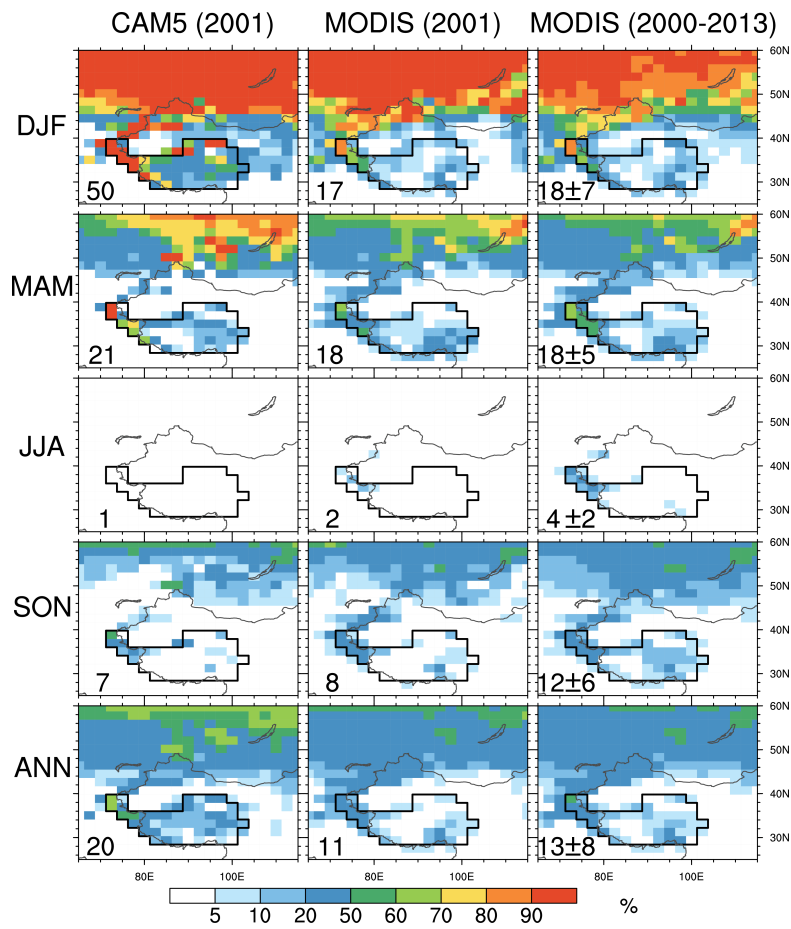 CAM5 (2001) MODIS (2001) MODIS (2000-2013)
60N
50N
DJF
40N
30N
50 17 18±7
60N
50N
MAM
40N
30N
21 18 18±5
60N
50N
JJA
40N
30N
1 2 4±2
60N
50N
SON
40N
30N
7 8 12±6
60N
50N
ANN
40N
30N
20 11 13±8
80E 100E 80E 100E 80E 100E
5 10 20 50 60 70 80 90 %